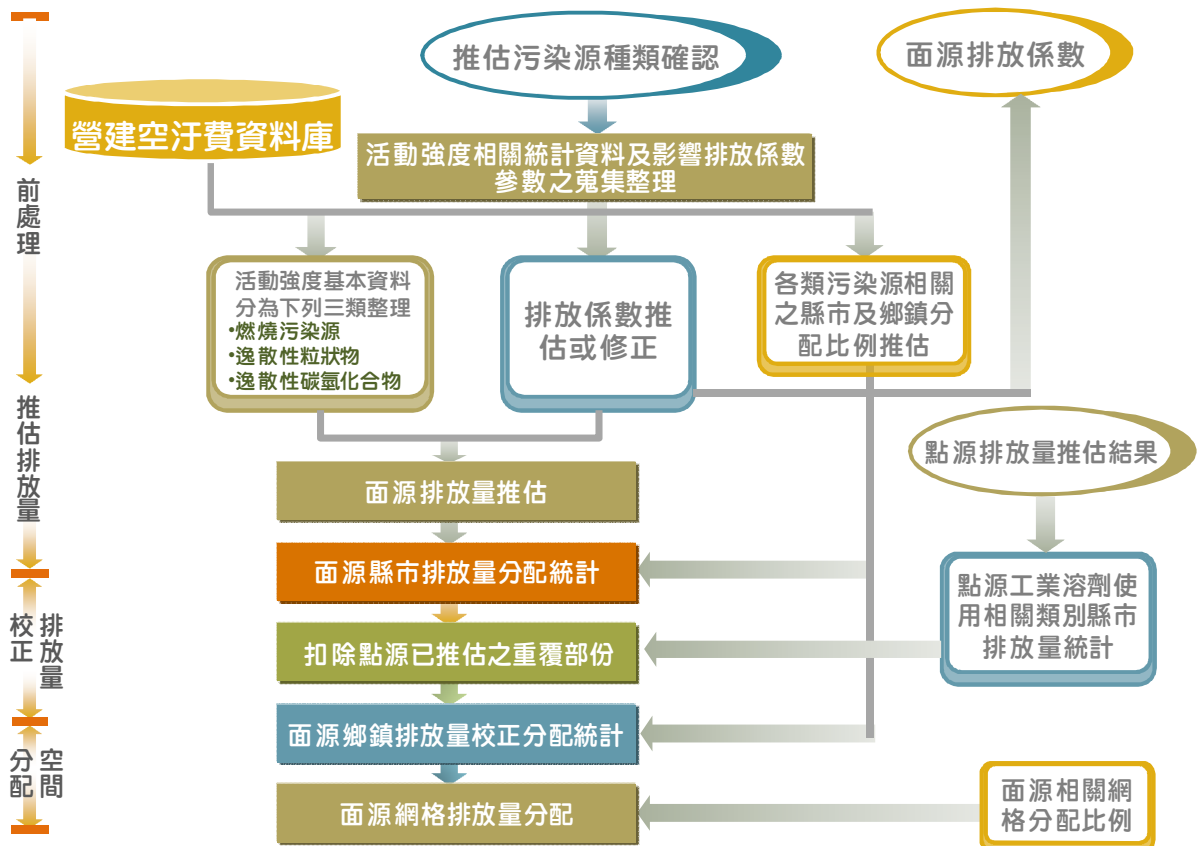 推估污染源種類確認
面源排放係數
營建空汙費資料庫
活動強度相關統計資料及影響排放係數
參數之蒐集整理
前處理
活動強度基本資料
分為下列三類整理
•燃燒污染源
•逸散性粒狀物
•逸散性碳氫化合物
排放係數推
估或修正
各類污染源相關
之縣市及鄉鎮分
配比例推估
推估排放量
點源排放量推估結果
面源排放量推估
面源縣市排放量分配統計
點源工業溶劑使
用相關類別縣市
排放量統計
排放量
校正
扣除點源已推估之重覆部份
面源鄉鎮排放量校正分配統計
空間
分配
面源網格排放量分配
面源相關網
格分配比例